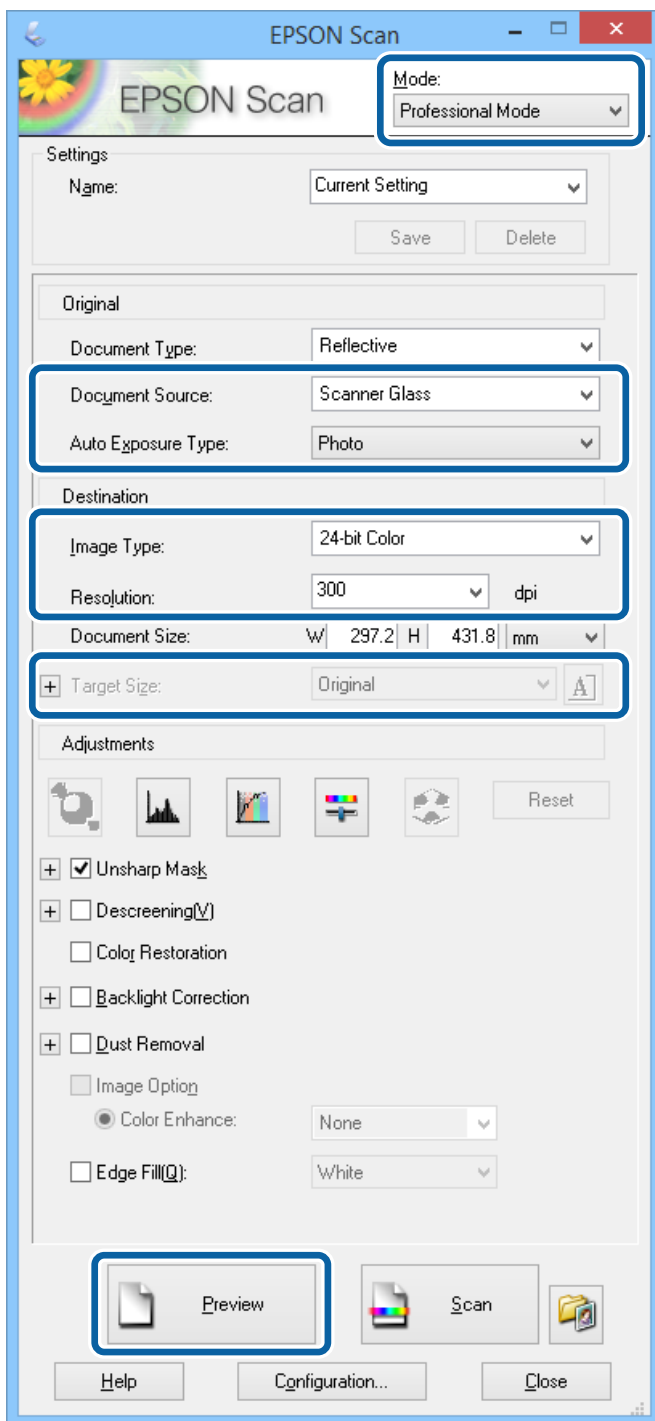 EPSON Scan
EPSON Scan
Mode:
Professional Mode
Settings
Name: Current Setting
Save Delete
Original
Document Type: Reflective
Document Source: Scanner Glass
Auto Exposure Type: Photo
Destination
Image Type: 24-bit Color
Resolution: 300 dpi
Document Size: W 297.2 H 431.8 mm
+ Target Size: Original A
Adjustments
Reset
+ Unsharp Mask
+ Descreening(V)
Color Restoration
+ Backlight Correction
+ Dust Removal
Image Option
Color Enhance: None
Edge Fill(Q): White
Preview Scan
Help Configuration... Close